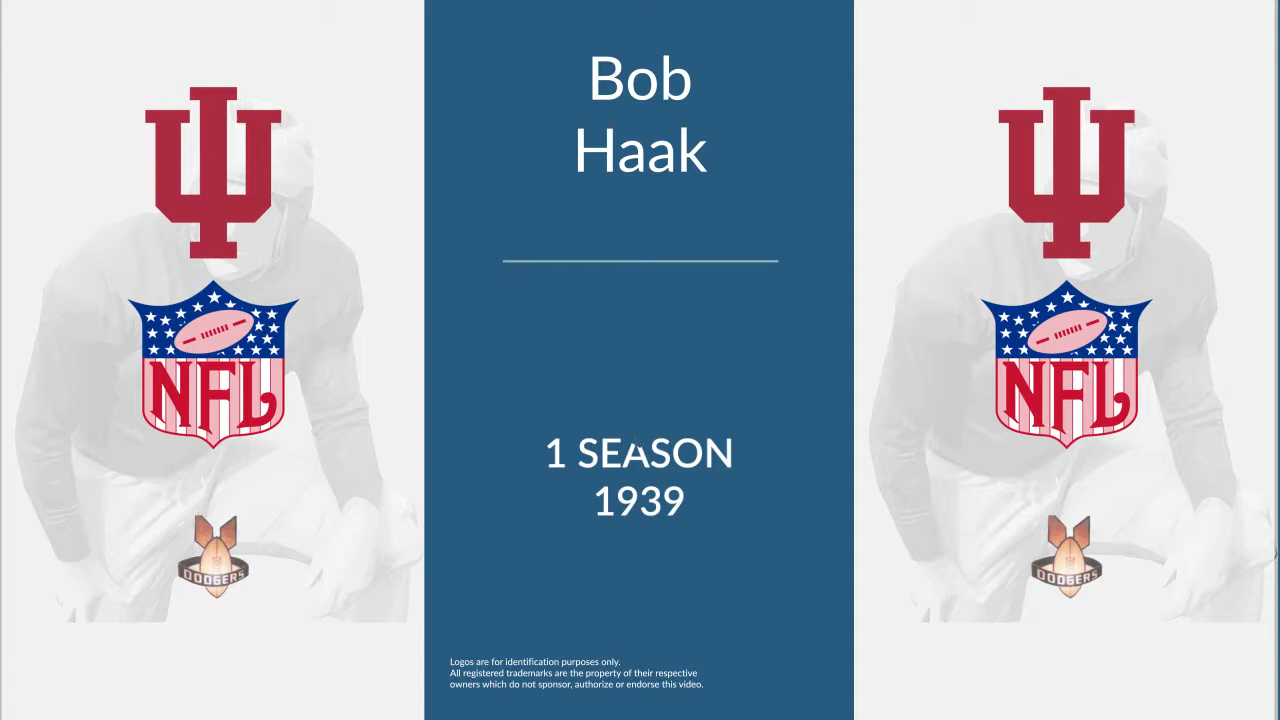 Bob
Haak
1 SEASON
1939
NFL
DODGERS
NFL
DODGERS
Logos are for identification purposes only.
All registered trademarks are the property of their respective
owners which do not sponsor, authorize or endorse this video.